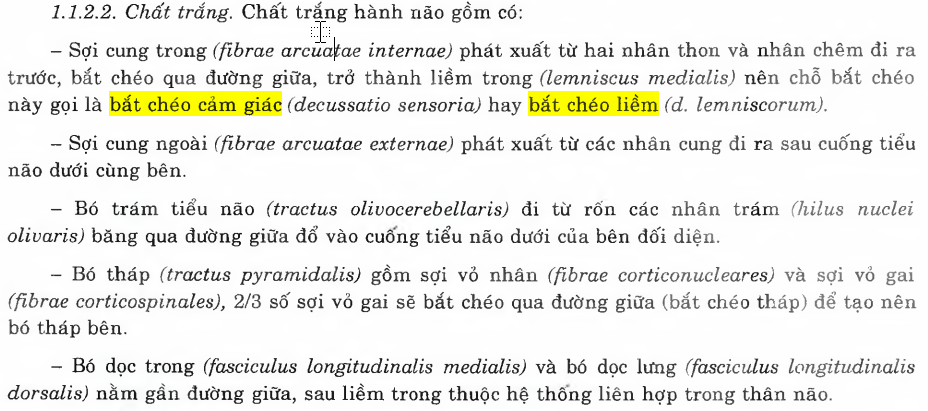 1.1.2.2. Chất trắng. Chất trắng hành não gồm có:
– Sợi cung trong (fibrae arcuatae internae) phát xuất từ hai nhân thon và nhân chêm đi ra
trước, bắt chéo qua đường giữa, trở thành liềm trong (lemniscus medialis) nên chỗ bắt chéo
này gọi là bắt chéo cảm giác (decussatio sensoria) hay bắt chéo liềm (d. lemniscorum).
– Sợi cung ngoài (fibrae arcuatae externae) phát xuất từ các nhân cung đi ra sau cuống tiểu
não dưới cùng bên.
– Bó trám tiểu não (tractus olivocerebellaris) đi từ rốn các nhân trám (hilus nuclei
olivaris) băng qua đường giữa đổ vào cuống tiểu não dưới của bên đối diện.
– Bó tháp (tractus pyramidalis) gồm sợi vỏ nhân (fibrae corticonucleares) và sợi vỏ gai
(fibrae corticospinales), 2/3 số sợi vỏ gai sẽ bắt chéo qua đường giữa (bắt chéo tháp) để tạo nên
bó tháp bên.
– Bó dọc trong (fasciculus longitudinalis medialis) và bó dọc lưng (fasciculus longitudinalis
dorsalis) nằm gần đường giữa, sau liềm trong thuộc hệ thống liên hợp trong thân não.